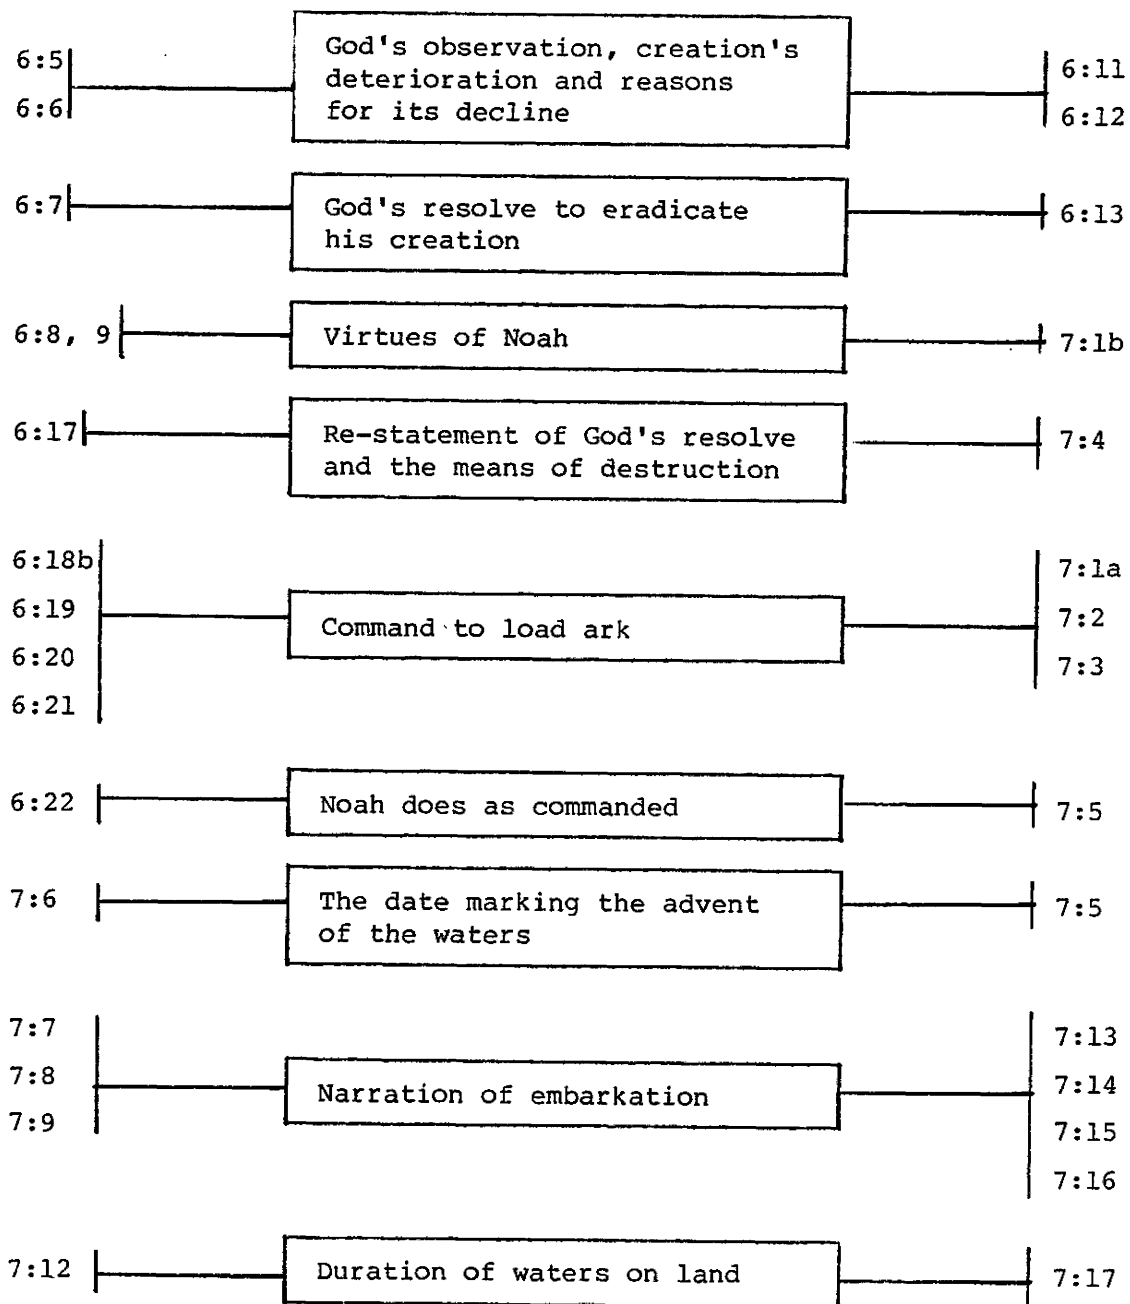 6:5
6:6
God's observation, creation's
deterioration and reasons
for its decline
6:11
6:12
6:7
God's resolve to eradicate
his creation
6:13
6:8, 9
Virtues of Noah
7:1b
6:17
Re-statement of God's resolve
and the means of destruction
7:4
6:18b
6:19
6:20
6:21
Command to load ark
7:1a
7:2
7:3
6:22
Noah does as commanded
7:5
7:6
The date marking the advent
of the waters
7:5
7:7
7:8
7:9
Narration of embarkation
7:13
7:14
7:15
7:16
7:12
Duration of waters on land
7:17